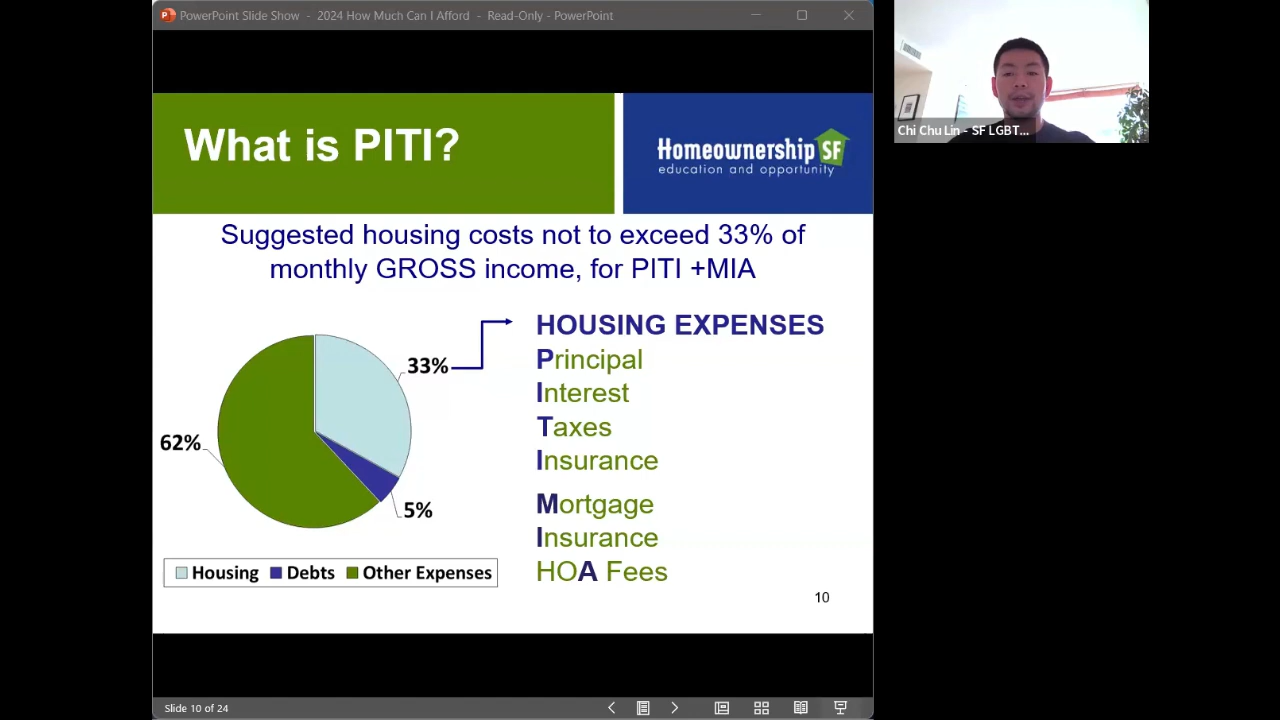 PowerPoint Slide Show - 2024 How Much Can I Afford - Read-Only - PowerPoint
What is PITI?
Homeownership SF
education and opportunity
Suggested housing costs not to exceed 33% of
monthly GROSS income, for PITI +MIA
33%
62%
5%
Housing Debts Other Expenses
HOUSING EXPENSES
Principal
Interest
Taxes
Insurance
Mortgage
Insurance
HOA Fees
10
Slide 10 of 24
Chi Chu Lin - SF LGBT...